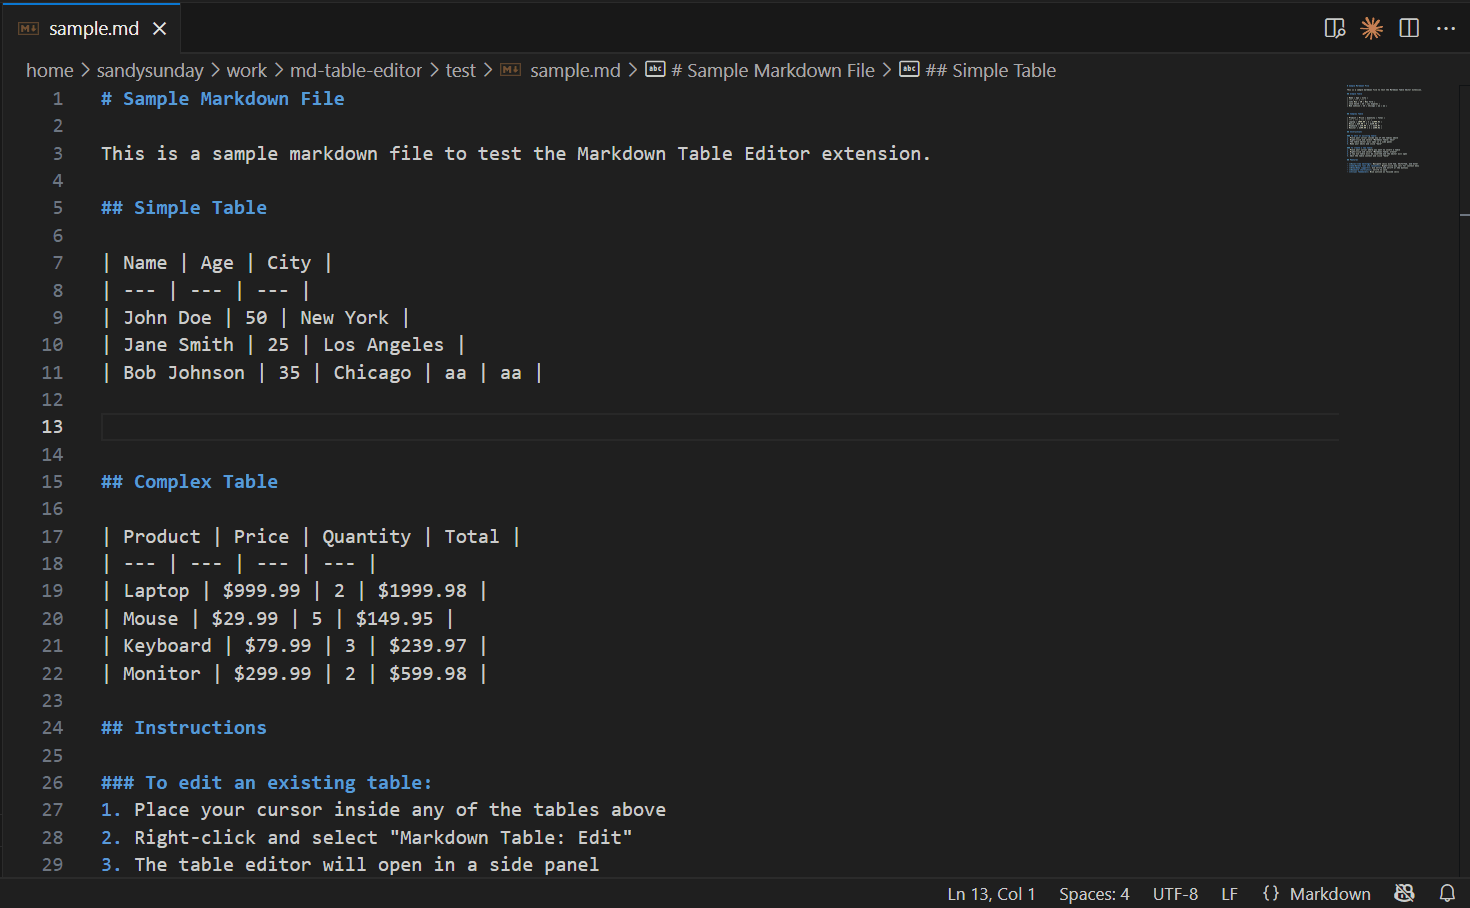 sample.md
home > sandysunday > work > md-table-editor > test > sample.md > # Sample Markdown File > ## Simple Table
1 # Sample Markdown File
2
3 This is a sample markdown file to test the Markdown Table Editor extension.
4
5 ## Simple Table
6
7 | Name | Age | City |
8 | --- | --- | --- |
9 | John Doe | 50 | New York |
10 | Jane Smith | 25 | Los Angeles |
11 | Bob Johnson | 35 | Chicago | aa | aa |
12
13
14
15 ## Complex Table
16
17 | Product | Price | Quantity | Total |
18 | --- | --- | --- | --- |
19 | Laptop | $999.99 | 2 | $1999.98 |
20 | Mouse | $29.99 | 5 | $149.95 |
21 | Keyboard | $79.99 | 3 | $239.97 |
22 | Monitor | $299.99 | 2 | $599.98 |
23
24 ## Instructions
25
26 ### To edit an existing table:
27 1. Place your cursor inside any of the tables above
28 2. Right-click and select "Markdown Table: Edit"
29 3. The table editor will open in a side panel
Ln 13, Col 1 Spaces: 4 UTF-8 LF {} Markdown